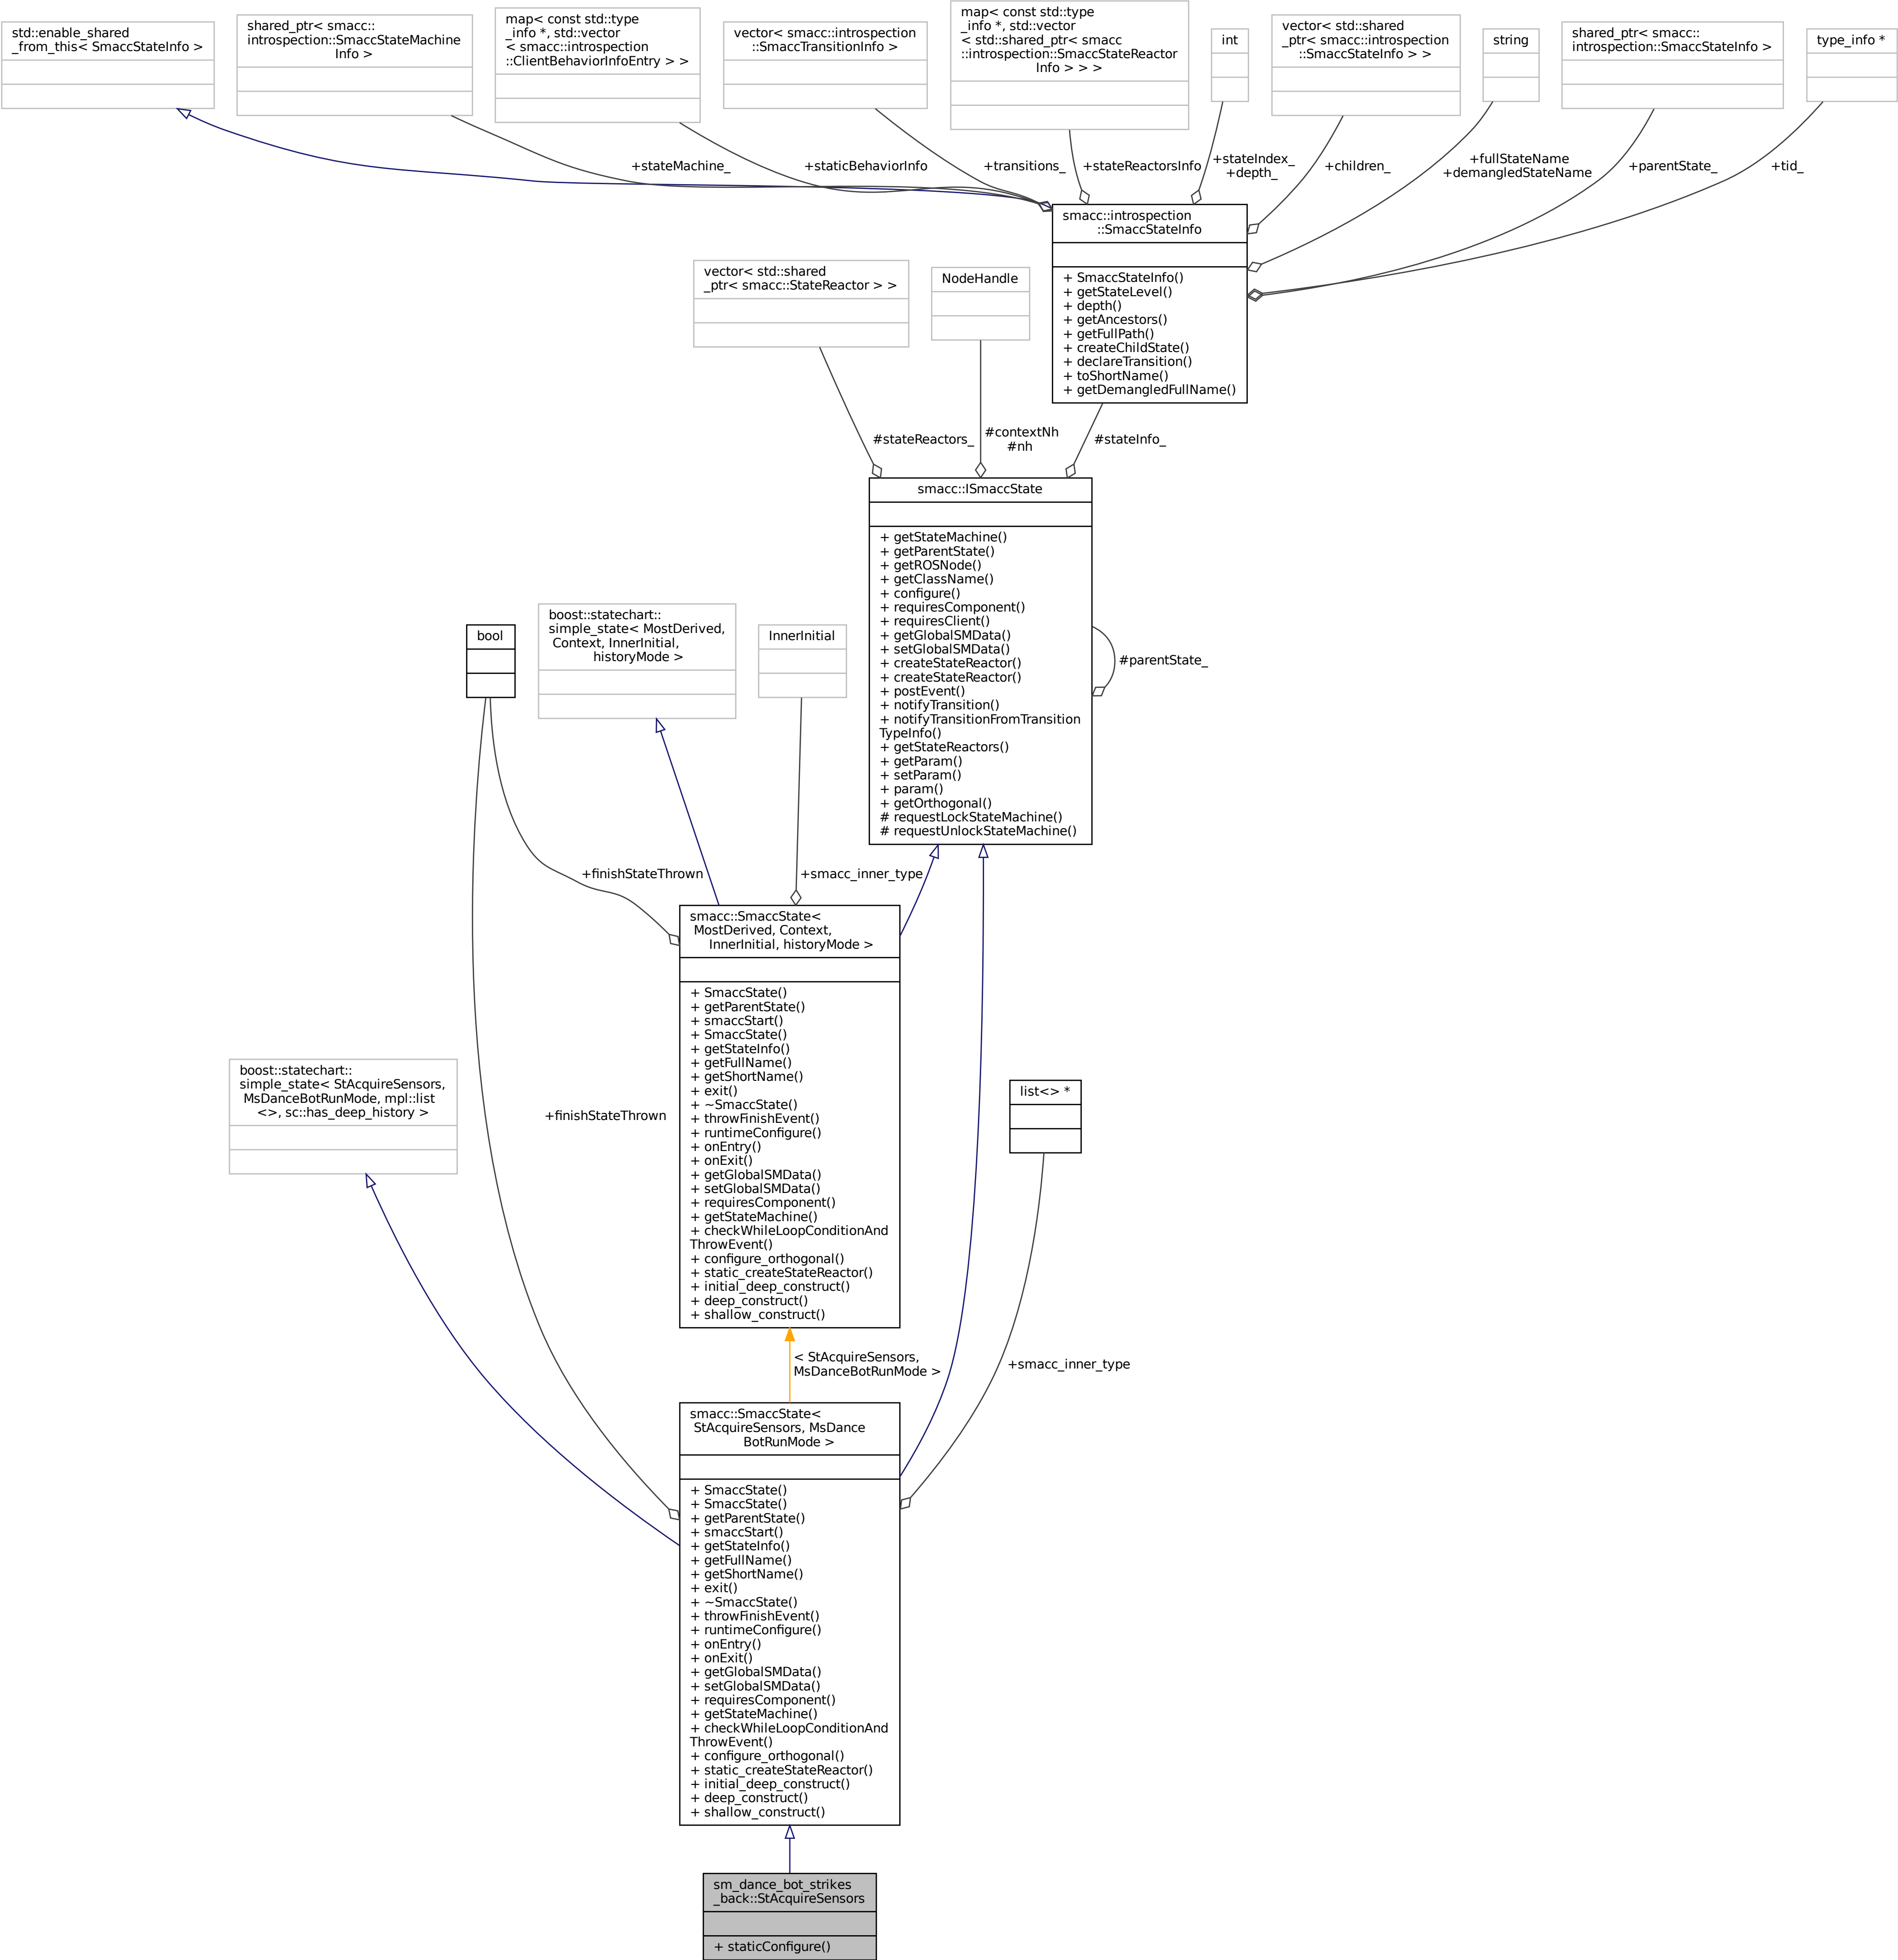 std::enable_shared
_from_this< SmaccStateInfo >
shared_ptr< smacc::
introspection::SmaccStateMachine
Info >
map< const std::type
_info *, std::vector
< smacc::introspection
::ClientBehaviorInfoEntry > >
vector< smacc::introspection
::SmaccTransitionInfo >
map< const std::type
_info *, std::vector
< std::shared_ptr< smacc
::introspection::SmaccStateReactor
Info > > >
int
vector< std::shared
_ptr< smacc::introspection
::SmaccStateInfo > >
string
shared_ptr< smacc::
introspection::SmaccStateInfo >
type_info *
+stateMachine_
+staticBehaviorInfo
+transitions_
+stateReactorsInfo
+stateIndex_
+depth_
+children_
+fullStateName
+demangledStateName
+parentState_
+tid_
smacc::introspection
::SmaccStateInfo
+ SmaccStateInfo()
+ getStateLevel()
+ depth()
+ getAncestors()
+ getFullPath()
+ createChildState()
+ declareTransition()
+ toShortName()
+ getDemangledFullName()
vector< std::shared
_ptr< smacc::StateReactor > >
NodeHandle
#stateReactors_
#contextNh
#nh
#stateInfo_
smacc::ISmaccState
+ getStateMachine()
+ getParentState()
+ getROSNode()
+ getClassName()
+ configure()
+ requiresComponent()
+ requiresClient()
+ getGlobalSMData()
+ setGlobalSMData()
+ createStateReactor()
+ createStateReactor()
+ postEvent()
+ notifyTransition()
+ notifyTransitionFromTransition
TypeInfo()
+ getStateReactors()
+ getParam()
+ setParam()
+ param()
+ getOrthogonal()
# requestLockStateMachine()
# requestUnlockStateMachine()
#parentState_
bool
boost::statechart::
simple_state< MostDerived,
Context, InnerInitial,
historyMode >
InnerInitial
+finishStateThrown
+smacc_inner_type
smacc::SmaccState<
MostDerived, Context,
InnerInitial, historyMode >
+ SmaccState()
+ getParentState()
+ smaccStart()
+ SmaccState()
+ getStateInfo()
+ getFullName()
+ getShortName()
+ exit()
+ ~SmaccState()
+ throwFinishEvent()
+ runtimeConfigure()
+ onEntry()
+ onExit()
+ getGlobalSMData()
+ setGlobalSMData()
+ requiresComponent()
+ getStateMachine()
+ checkWhileLoopConditionAnd
ThrowEvent()
+ configure_orthogonal()
+ static_createStateReactor()
+ initial_deep_construct()
+ deep_construct()
+ shallow_construct()
boost::statechart::
simple_state< StAcquireSensors,
MsDanceBotRunMode, mpl::list
<>, sc::has_deep_history >
+finishStateThrown
list<> *
< StAcquireSensors,
MsDanceBotRunMode >
+smacc_inner_type
smacc::SmaccState<
StAcquireSensors, MsDance
BotRunMode >
+ SmaccState()
+ SmaccState()
+ getParentState()
+ smaccStart()
+ getStateInfo()
+ getFullName()
+ getShortName()
+ exit()
+ ~SmaccState()
+ throwFinishEvent()
+ runtimeConfigure()
+ onEntry()
+ onExit()
+ getGlobalSMData()
+ setGlobalSMData()
+ requiresComponent()
+ getStateMachine()
+ checkWhileLoopConditionAnd
ThrowEvent()
+ configure_orthogonal()
+ static_createStateReactor()
+ initial_deep_construct()
+ deep_construct()
+ shallow_construct()
sm_dance_bot_strikes
_back::StAcquireSensors
+ staticConfigure()